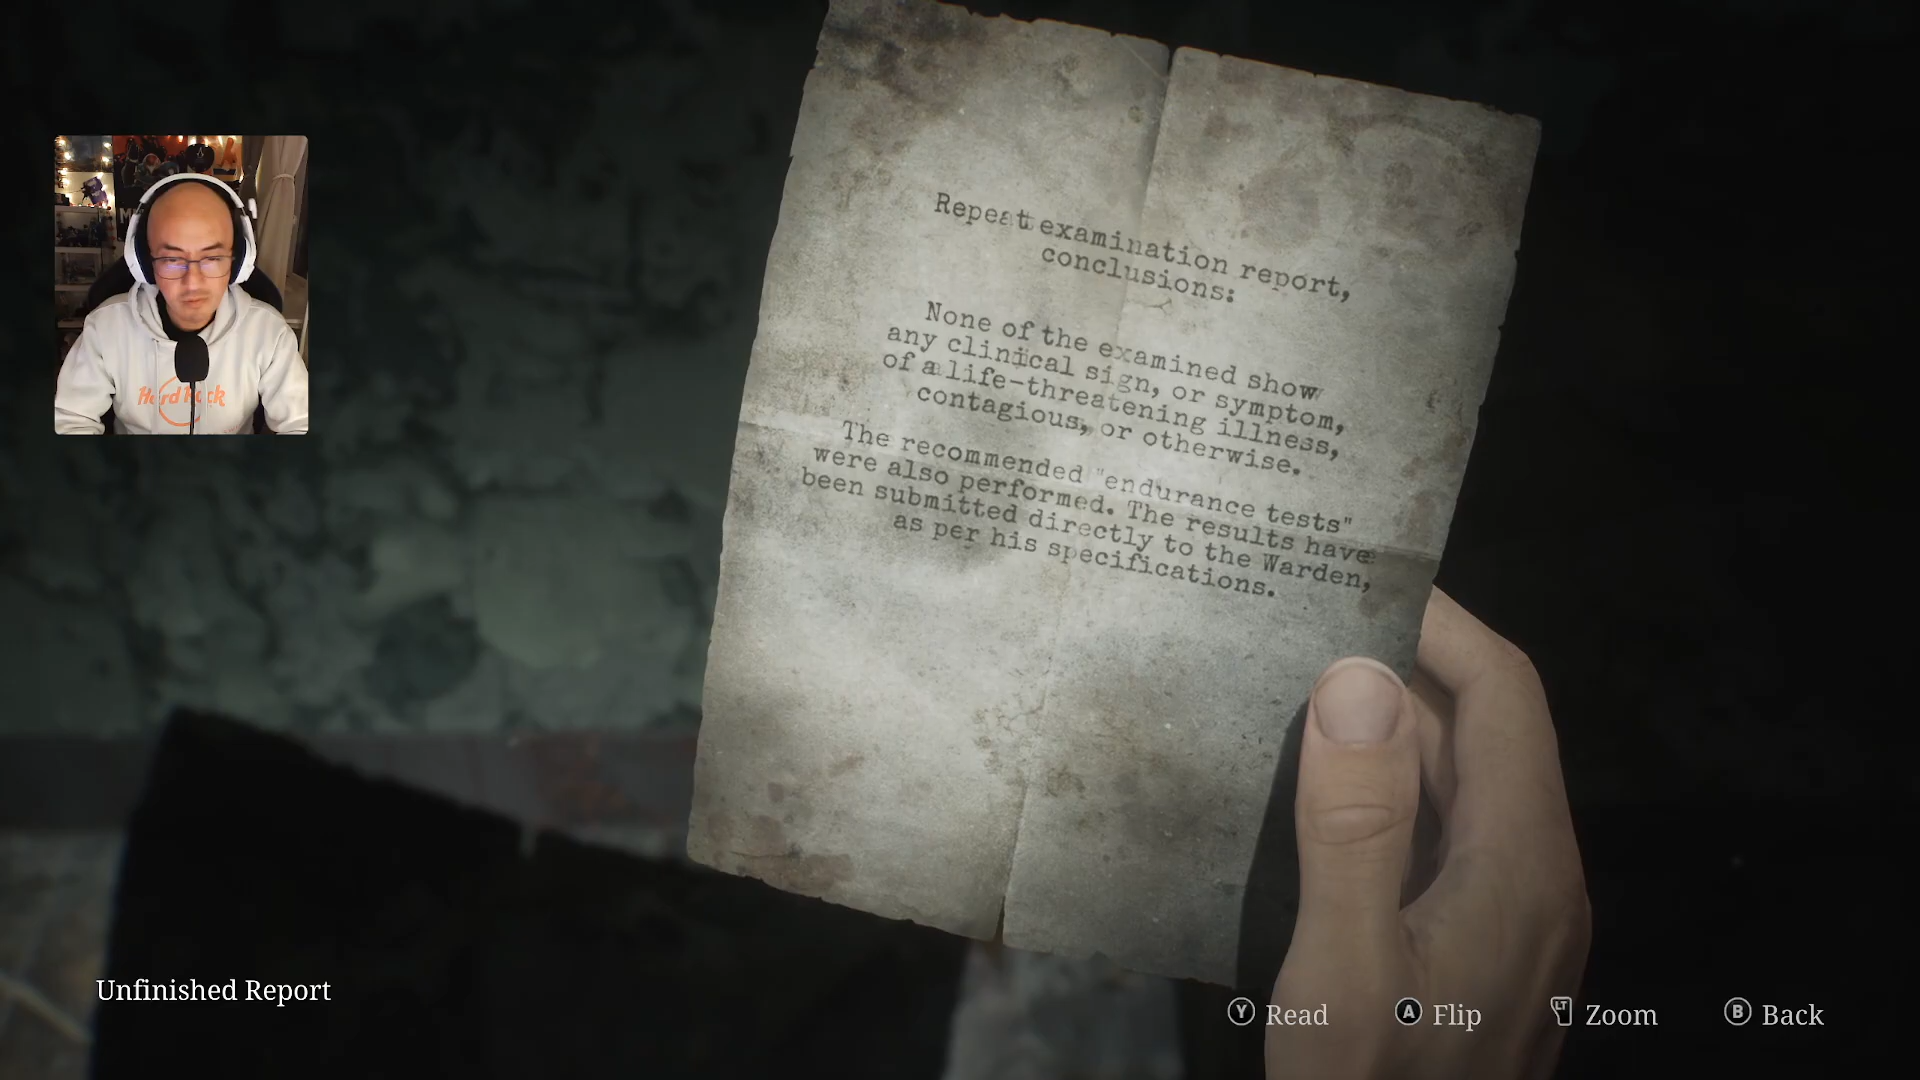 Repeat examination report,
conclusions:
None of the examined show
any clinical sign, or symptom,
of a life-threatening illness,
contagious, or otherwise.
The recommended "endurance tests"
were also performed. The results have
been submitted directly to the Warden,
as per his specifications.
Hard Rock
Unfinished Report
Y Read
A Flip
LT Zoom
B Back